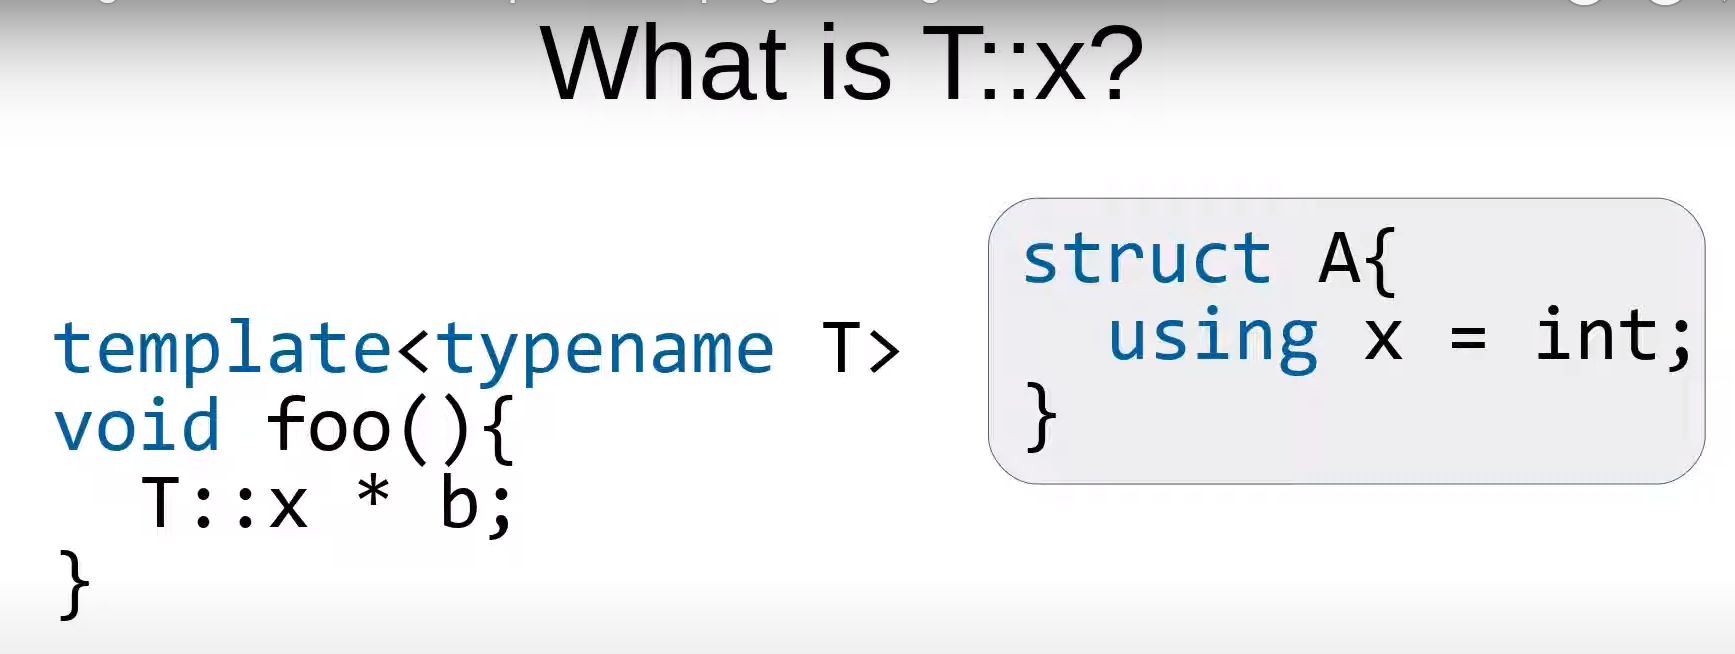 What is T::x?
template<typename T>
void foo(){
  T::x * b;
}
struct A{
  using x = int;
}